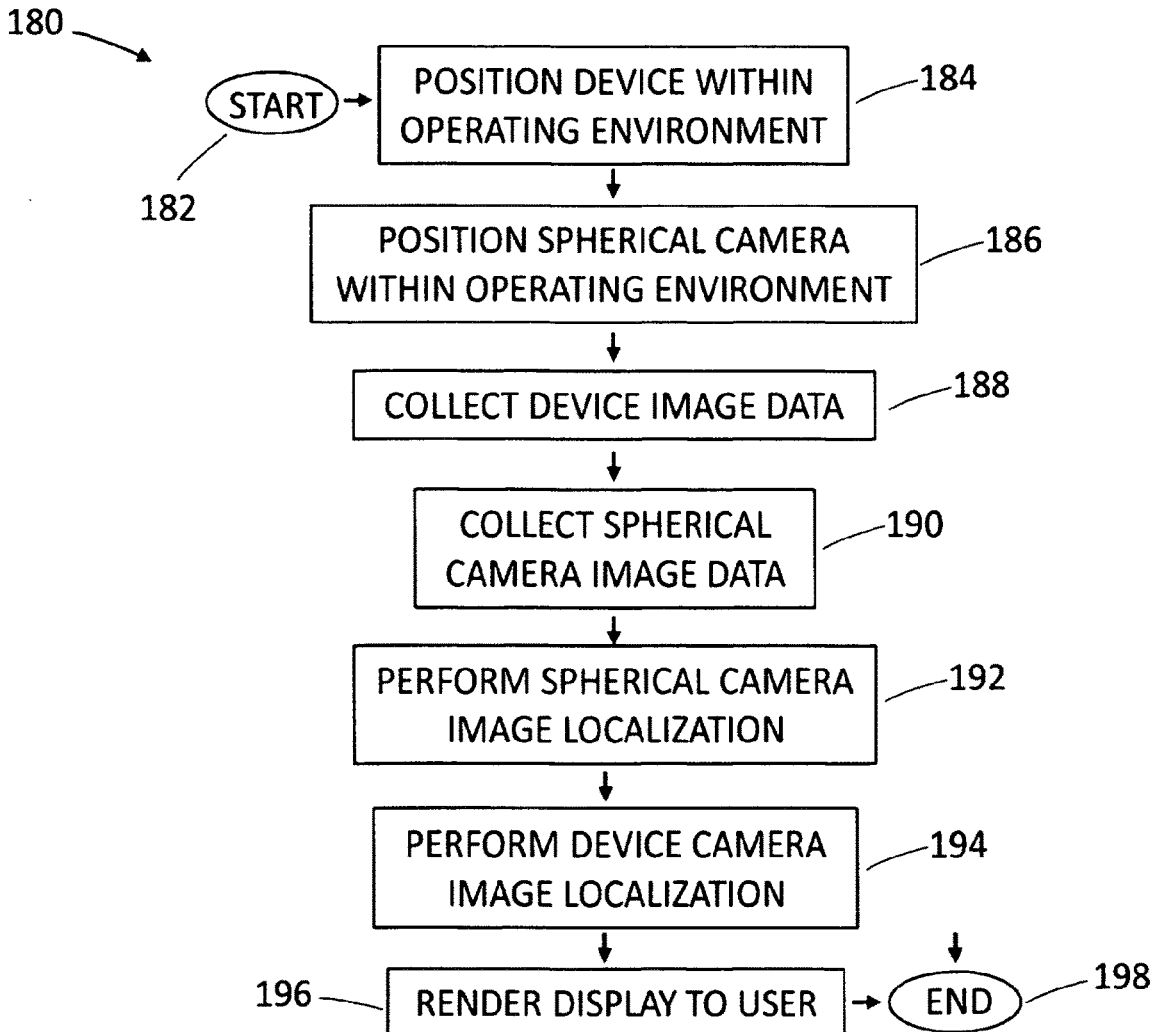 180
START
182
POSITION DEVICE WITHIN
OPERATING ENVIRONMENT
184
POSITION SPHERICAL CAMERA
WITHIN OPERATING ENVIRONMENT
186
COLLECT DEVICE IMAGE DATA
188
COLLECT SPHERICAL
CAMERA IMAGE DATA
190
PERFORM SPHERICAL CAMERA
IMAGE LOCALIZATION
192
PERFORM DEVICE CAMERA
IMAGE LOCALIZATION
194
196
RENDER DISPLAY TO USER
END
198